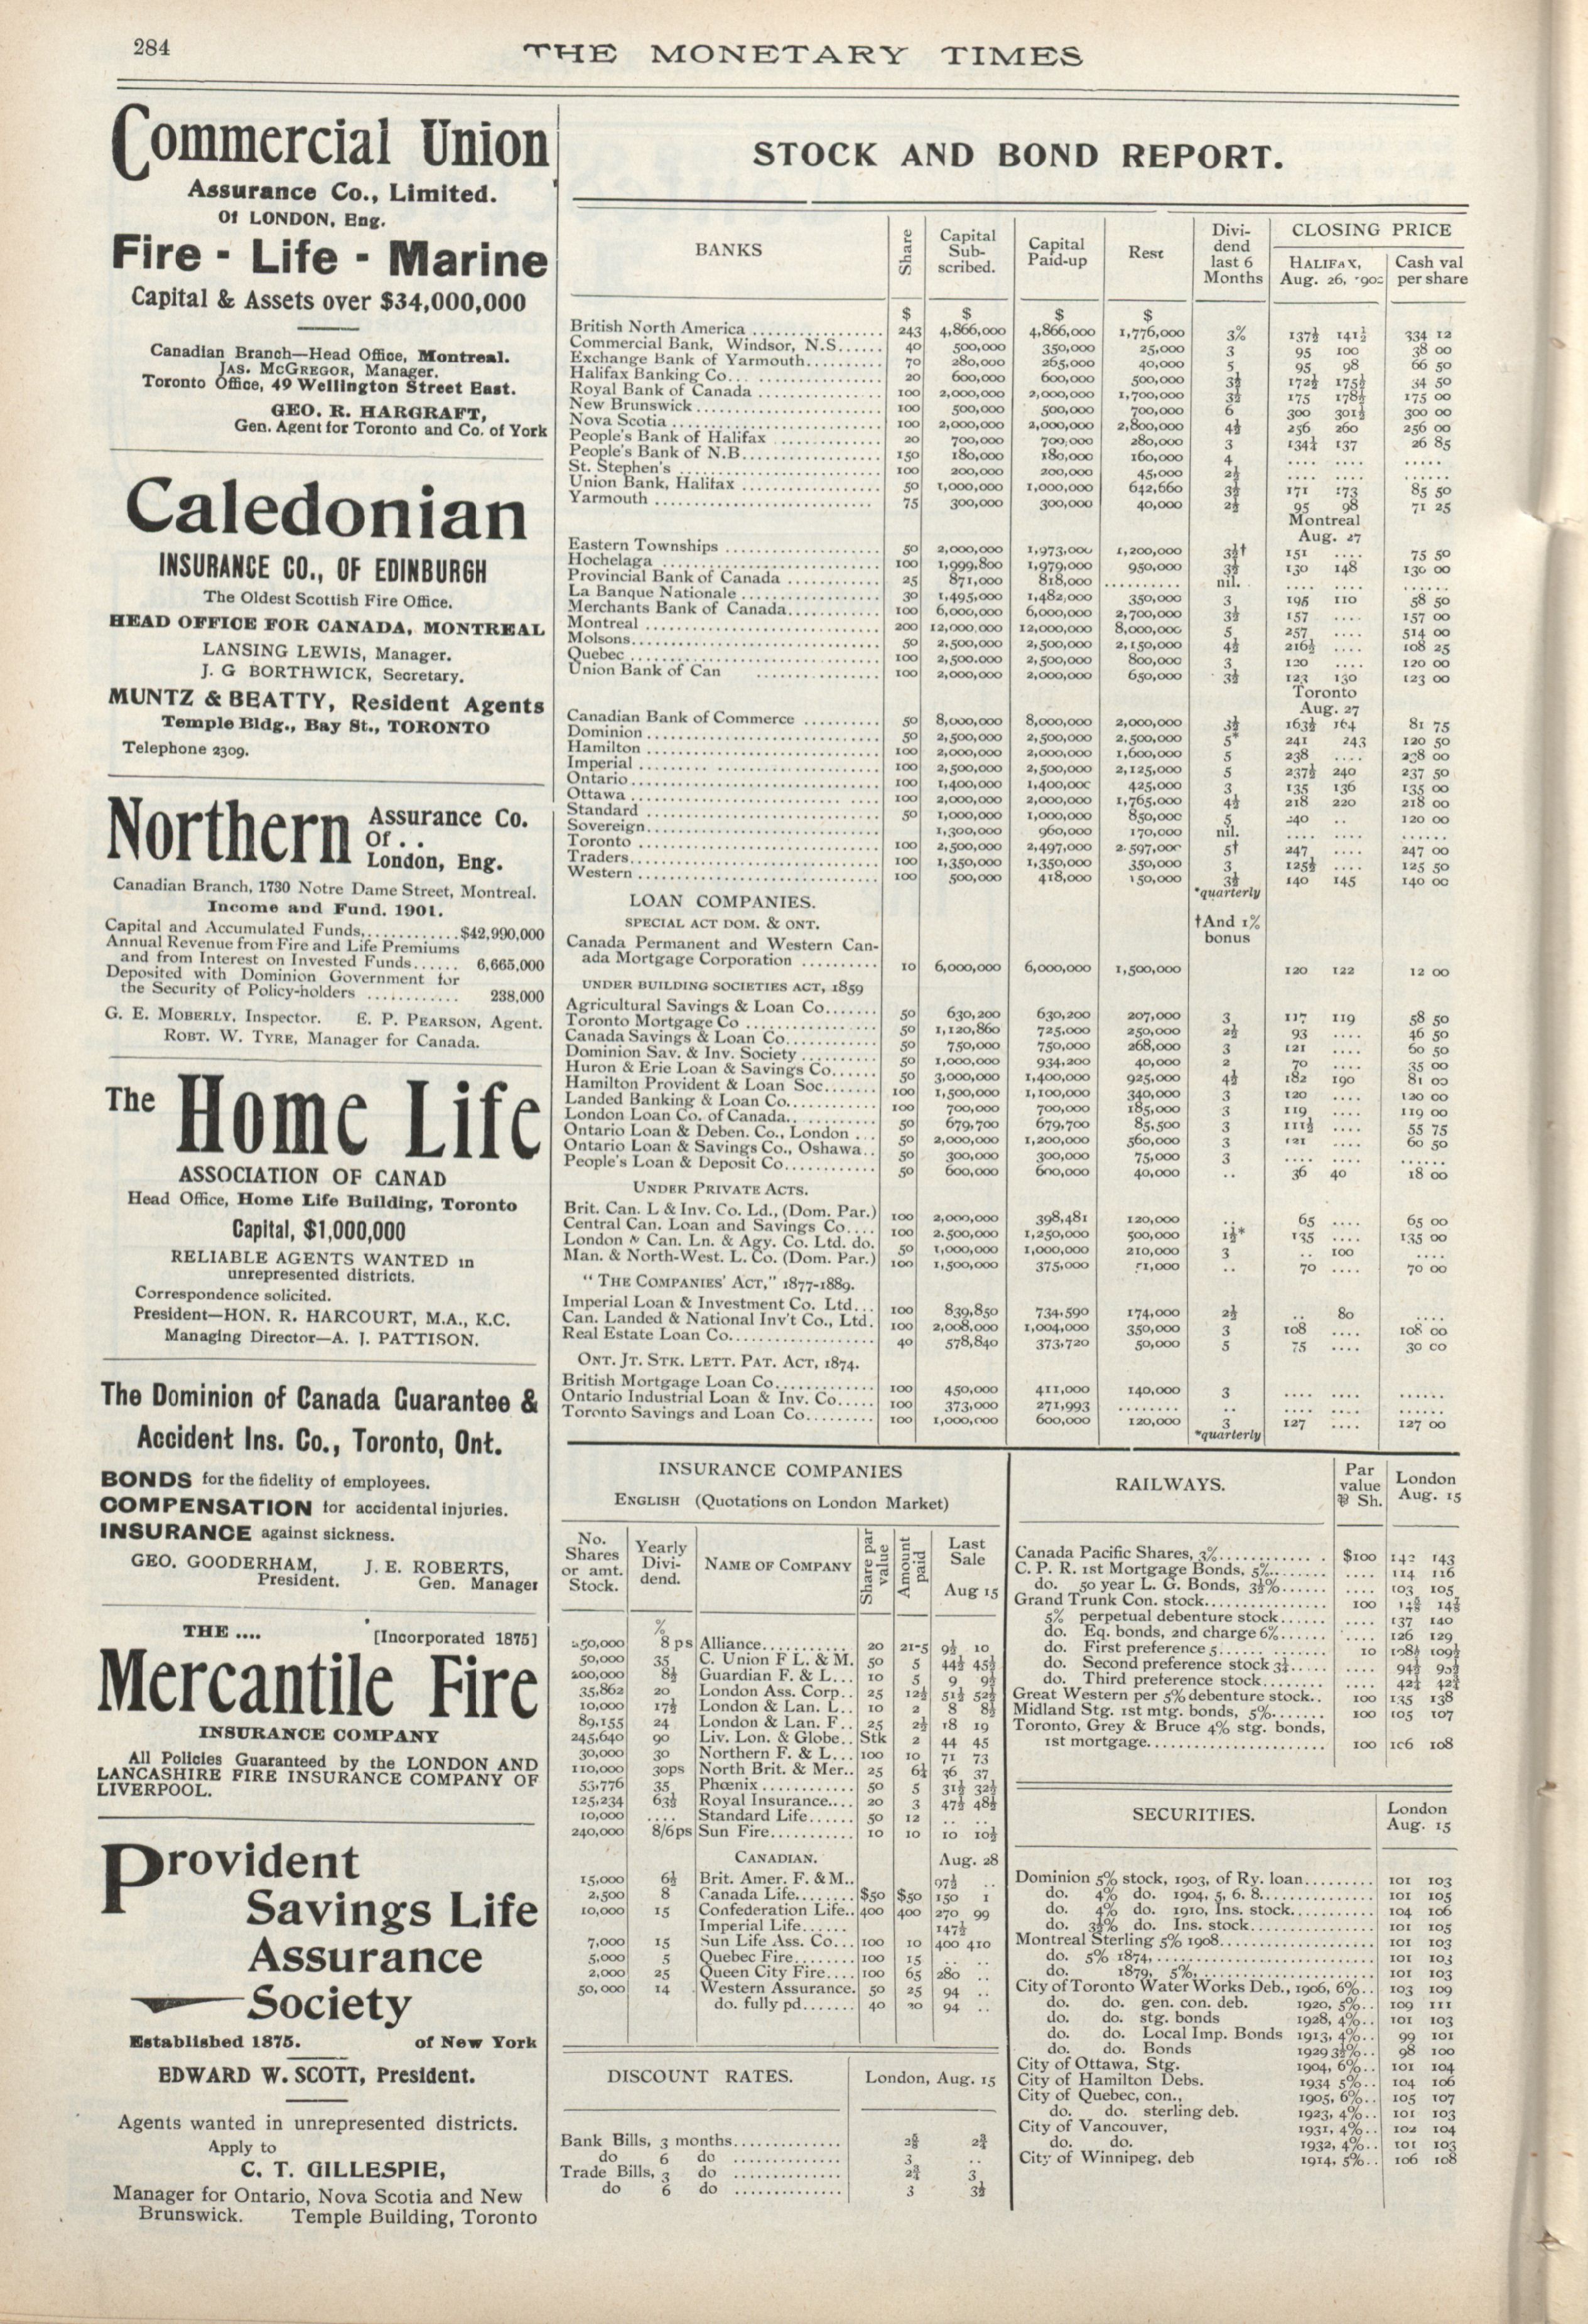 284
THE MONETARY TIMES
Commercial Union
Assurance Co., Limited.
Of LONDON, Eng.
Fire - Life - Marine
Capital & Assets over $34,000,000
Canadian Branch—Head Office, Montreal.
JAS. MCGREGOR, Manager.
Toronto Office, 49 Wellington Street East.
GEO. R. HARGRAFT,
Gen. Agent for Toronto and Co. of York
Caledonian
INSURANCE CO., OF EDINBURGH
The Oldest Scottish Fire Office.
HEAD OFFICE FOR CANADA, MONTREAL
LANSING LEWIS, Manager.
J. G BORTHWICK, Secretary.
MUNTZ & BEATTY, Resident Agents
Temple Bldg., Bay St., TORONTO
Telephone 2309.
Northern Assurance Co.
Of . .
London, Eng.
Canadian Branch, 1730 Notre Dame Street, Montreal.
Income and Fund. 1901.
Capital and Accumulated Funds,............$42,990,000
Annual Revenue from Fire and Life Premiums
and from Interest on Invested Funds...... 6,665,000
Deposited with Dominion Government for
the Security of Policy-holders ............ 238,000
G. E. MOBERLY, Inspector. E. P. PEARSON, Agent.
ROBT. W. TYRE, Manager for Canada.
The Home Life
ASSOCIATION OF CANAD
Head Office, Home Life Building, Toronto
Capital, $1,000,000
RELIABLE AGENTS WANTED in
unrepresented districts.
Correspondence solicited.
President—HON. R. HARCOURT, M.A., K.C.
Managing Director—A. J. PATTISON.
The Dominion of Canada Guarantee &
Accident Ins. Co., Toronto, Ont.
BONDS for the fidelity of employees.
COMPENSATION for accidental injuries.
INSURANCE against sickness.
GEO. GOODERHAM, J. E. ROBERTS,
President. Gen. Manager
THE .... [Incorporated 1875]
Mercantile Fire
INSURANCE COMPANY
All Policies Guaranteed by the LONDON AND
LANCASHIRE FIRE INSURANCE COMPANY OF
LIVERPOOL.
Provident
Savings Life
Assurance
Society
Established 1875. of New York
EDWARD W. SCOTT, President.
Agents wanted in unrepresented districts.
Apply to
C. T. GILLESPIE,
Manager for Ontario, Nova Scotia and New
Brunswick. Temple Building, Toronto
STOCK AND BOND REPORT.
BANKS Share Capital Sub-scribed. Capital Paid-up Rest Divi-dend last 6 Months CLOSING PRICE
HALIFAX, Aug. 26, Cash val per share
$ $ $ $
British North America ................ 243 4,866,000 4,866,000 1,776,000 3% 137½ 141½ 334 12
Commercial Bank, Windsor, N.S...... 40 500,000 350,000 25,000 3 95 100 38 00
Exchange Bank of Yarmouth......... 70 280,000 265,000 40,000 5 95 98 66 50
Halifax Banking Co... ............... 20 600,000 600,000 500,000 3½ 172½ 175½ 34 50
Royal Bank of Canada ............... 100 2,000,000 2,000,000 1,700,000 3½ 175 178½ 175 00
New Brunswick ...................... 100 500,000 500,000 700,000 6 300 301½ 300 00
Nova Scotia ......................... 100 2,000,000 2,000,000 2,800,000 4½ 256 260 256 00
People's Bank of Halifax ............ 20 700,000 700,000 280,000 3 134¼ 137 26 85
People's Bank of N.B................. 150 180,000 180,000 160,000 4 .... .... .....
St. Stephen's ........................ 100 200,000 200,000 45,000 2½ .... .... ......
Union Bank, Halifax ................. 50 1,000,000 1,000,000 642,660 3½ 171 173 85 50
Yarmouth ............................ 75 300,000 300,000 40,000 2½ 95 98 71 25
Montreal
Aug. 27
Eastern Townships ................... 50 2,000,000 1,973,000 1,200,000 3½† 151 .... 75 50
Hochelaga ........................... 100 1,999,800 1,979,000 950,000 3½ 130 148 130 00
Provincial Bank of Canada ............ 25 871,000 818,000 .......... nil. .... .... ......
La Banque Nationale ................. 30 1,495,000 1,482,000 350,000 3 195 110 58 50
Merchants Bank of Canada............ 100 6,000,000 6,000,000 2,700,000 3½ 157 .... 157 00
Montreal ............................ 200 12,000,000 12,000,000 8,000,000 5 257 .... 514 00
Molsons.............................. 50 2,500,000 2,500,000 2,150,000 4½ 216½ .... 108 25
Quebec .............................. 100 2,500.000 2,500,000 800,000 3 120 .... 120 00
Union Bank of Can ............... 100 2,000,000 2,000,000 650,000 3½ 123 130 123 00
Toronto
Aug. 27
Canadian Bank of Commerce .......... 50 8,000,000 8,000,000 2,000,000 3½ 163½ 164 81 75
Dominion ............................ 50 2,500,000 2,500,000 2,500,000 5* 241 243 120 50
Hamilton ............................ 100 2,000,000 2,000,000 1,600,000 5 238 .... 238 00
Imperial ............................. 100 2,500,000 2,500,000 2,125,000 5 237½ 240 237 50
Ontario.............................. 100 1,400,000 1,400,000 425,000 3 135 136 135 00
Ottawa .............................. 100 2,000,000 2,000,000 1,765,000 4½ 218 220 218 00
Standard ............................ 50 1,000,000 1,000,000 850,000 5 240 .. 120 00
Sovereign............................ 1,300,000 960,000 170,000 nil. .... .... ......
Toronto ............................. 100 2,500,000 2,497,000 2.597,000 5† 247 .... 247 00
Traders.............................. 100 1,350,000 1,350,000 350,000 3 125½ .... 125 50
Western ............................. 100 500,000 418,000 150,000 3½ 140 145 140 00
*quarterly
LOAN COMPANIES.
SPECIAL ACT DOM. & ONT.
†And 1% bonus
Canada Permanent and Western Can-
ada Mortgage Corporation .......... 10 6,000,000 6,000,000 1,500,000 120 122 12 00
UNDER BUILDING SOCIETIES ACT, 1859
Agricultural Savings & Loan Co....... 50 630,200 630,200 207,000 3 117 119 58 50
Toronto Mortgage Co ................ 50 1,120,860 725,000 250,000 2½ 93 .... 46 50
Canada Savings & Loan Co........... 50 750,000 750,000 268,000 3 121 .... 60 50
Dominion Sav. & Inv. Society .......... 50 1,000,000 934,200 40,000 2 70 .... 35 00
Huron & Erie Loan & Savings Co...... 50 3,000,000 1,400,000 925,000 4½ 182 190 81 00
Hamilton Provident & Loan Soc....... 100 1,500,000 1,100,000 340,000 3 120 .... 120 00
Landed Banking & Loan Co........... 100 700,000 700,000 185,000 3 119 .... 119 00
London Loan Co. of Canada........... 50 679,700 679,700 85,500 3 111½ .... 55 75
Ontario Loan & Deben. Co., London ... 50 2,000,000 1,200,000 560,000 3 121 .... 60 50
Ontario Loan & Savings Co., Oshawa.. 50 300,000 300,000 75,000 3 .... .... ......
People's Loan & Deposit Co............ 50 600,000 600,000 40,000 .. 36 40 18 00
UNDER PRIVATE ACTS.
Brit. Can. L & Inv. Co. Ld., (Dom. Par.) 100 2,000,000 398,481 120,000 .. 65 .... 65 00
Central Can. Loan and Savings Co.... 100 2.500,000 1,250,000 500,000 1½* 135 .... 135 00
London & Can. Ln. & Agy. Co. Ltd. do. 50 1,000,000 1,000,000 210,000 3 .. 100 ....
Man. & North-West. L. Co. (Dom. Par.) 100 1,500,000 375,000 51,000 .. 70 .... 70 00
"THE COMPANIES' ACT," 1877-1889.
Imperial Loan & Investment Co. Ltd... 100 839,850 734,590 174,000 2½ .. 80 ....
Can. Landed & National Inv't Co., Ltd. 100 2,008,000 1,004,000 350,000 3 108 .... 108 00
Real Estate Loan Co.................. 40 578,840 373,720 50,000 5 75 .... 30 00
ONT. JT. STK. LETT. PAT. ACT, 1874.
British Mortgage Loan Co............. 100 450,000 411,000 140,000 3 .... .... ......
Ontario Industrial Loan & Inv. Co..... 100 373,000 271,993 ........ .. .... .... ......
Toronto Savings and Loan Co......... 100 1,000,000 600,000 120,000 3 127 .... 127 00
*quarterly
INSURANCE COMPANIES
ENGLISH (Quotations on London Market)
No. Shares or amt. Stock. Yearly Divi-dend. NAME OF COMPANY Share par value Amount paid Last Sale Aug 15
%
250,000 8 ps Alliance........... 20 21-5 9½ 10
50,000 35 C. Union F L. & M. 50 5 44½ 45½
200,000 8½ Guardian F. & L... 10 5 9 9½
35,862 20 London Ass. Corp.. 25 12½ 51½ 52½
10,000 17½ London & Lan. L.. 10 2 8 8½
89,155 24 London & Lan. F.. 25 2½ 18 19
245,640 90 Liv. Lon. & Globe.. Stk 2 44 45
30,000 30 Northern F. & L... 100 10 71 73
110,000 30ps North Brit. & Mer.. 25 6¼ 36 37
53,776 35 Phœnix............ 50 5 31½ 32½
125,234 63½ Royal Insurance.... 20 3 47½ 48½
10,000 .... Standard Life...... 50 12 .. ..
240,000 8/6ps Sun Fire........... 10 10 10 10½
CANADIAN. Aug. 28
15,000 6½ Brit. Amer. F. & M.. 97½ ..
2,500 8 Canada Life........ $50 $50 150 1
10,000 15 Confederation Life.. 400 400 270 99
Imperial Life...... 147½
7,000 15 Sun Life Ass. Co... 100 10 400 410
5,000 5 Quebec Fire........ 100 15 .. ..
2,000 25 Queen City Fire.... 100 65 280 ..
50,000 14 Western Assurance. 50 25 94 ..
do. fully pd....... 40 20 94 ..
DISCOUNT RATES. London, Aug. 15
Bank Bills, 3 months.............. 2⅝ 2¾
do 6 do .............. 3 ..
Trade Bills, 3 do .............. 2¾ 3
do 6 do .............. 3 3½
RAILWAYS. Par value ₱ Sh. London Aug. 15
Canada Pacific Shares, 3%............ . $100 142 143
C. P. R. 1st Mortgage Bonds, 5%........ .... 114 116
do. 50 year L. G. Bonds, 3½%...... .... 103 105
Grand Trunk Con. stock............... 100 14⅝ 14⅞
5% perpetual debenture stock...... .... 137 140
do. Eq. bonds, 2nd charge 6%...... .... 126 129
do. First preference 5............. 10 108½ 109½
do. Second preference stock 3¼..... .... 94½ 95½
do. Third preference stock........ .... 42¼ 42¾
Great Western per 5% debenture stock.. 100 135 138
Midland Stg. 1st mtg. bonds, 5%....... 100 105 107
Toronto, Grey & Bruce 4% stg. bonds,
1st mortgage....................... 100 106 108
SECURITIES. London Aug. 15
Dominion 5% stock, 1903, of Ry. loan......... 101 103
do. 4% do. 1904, 5, 6. 8.............. 101 105
do. 4% do. 1910, Ins. stock........... 104 106
do. 3½% do. Ins. stock............... 101 105
Montreal Sterling 5% 1908.................... 101 103
do. 5% 1874,............................. 101 103
do. 1879, 5%,.......................... 101 103
City of Toronto Water Works Deb., 1906, 6%.. 103 109
do. do. gen. con. deb. 1920, 5%.. 109 111
do. do. stg. bonds 1928, 4%.. 101 103
do. do. Local Imp. Bonds 1913, 4%.. 99 101
do. do. Bonds 1929 3½%.. 98 100
City of Ottawa, Stg. 1904, 6%.. 101 104
City of Hamilton Debs. 1934 5%.. 104 106
City of Quebec, con., 1905, 6%.. 105 107
do. do. sterling deb. 1923, 4%.. 101 103
City of Vancouver, 1931, 4%.. 102 104
do. do. 1932, 4%.. 101 103
City of Winnipeg, deb 1914, 5%.. 106 108